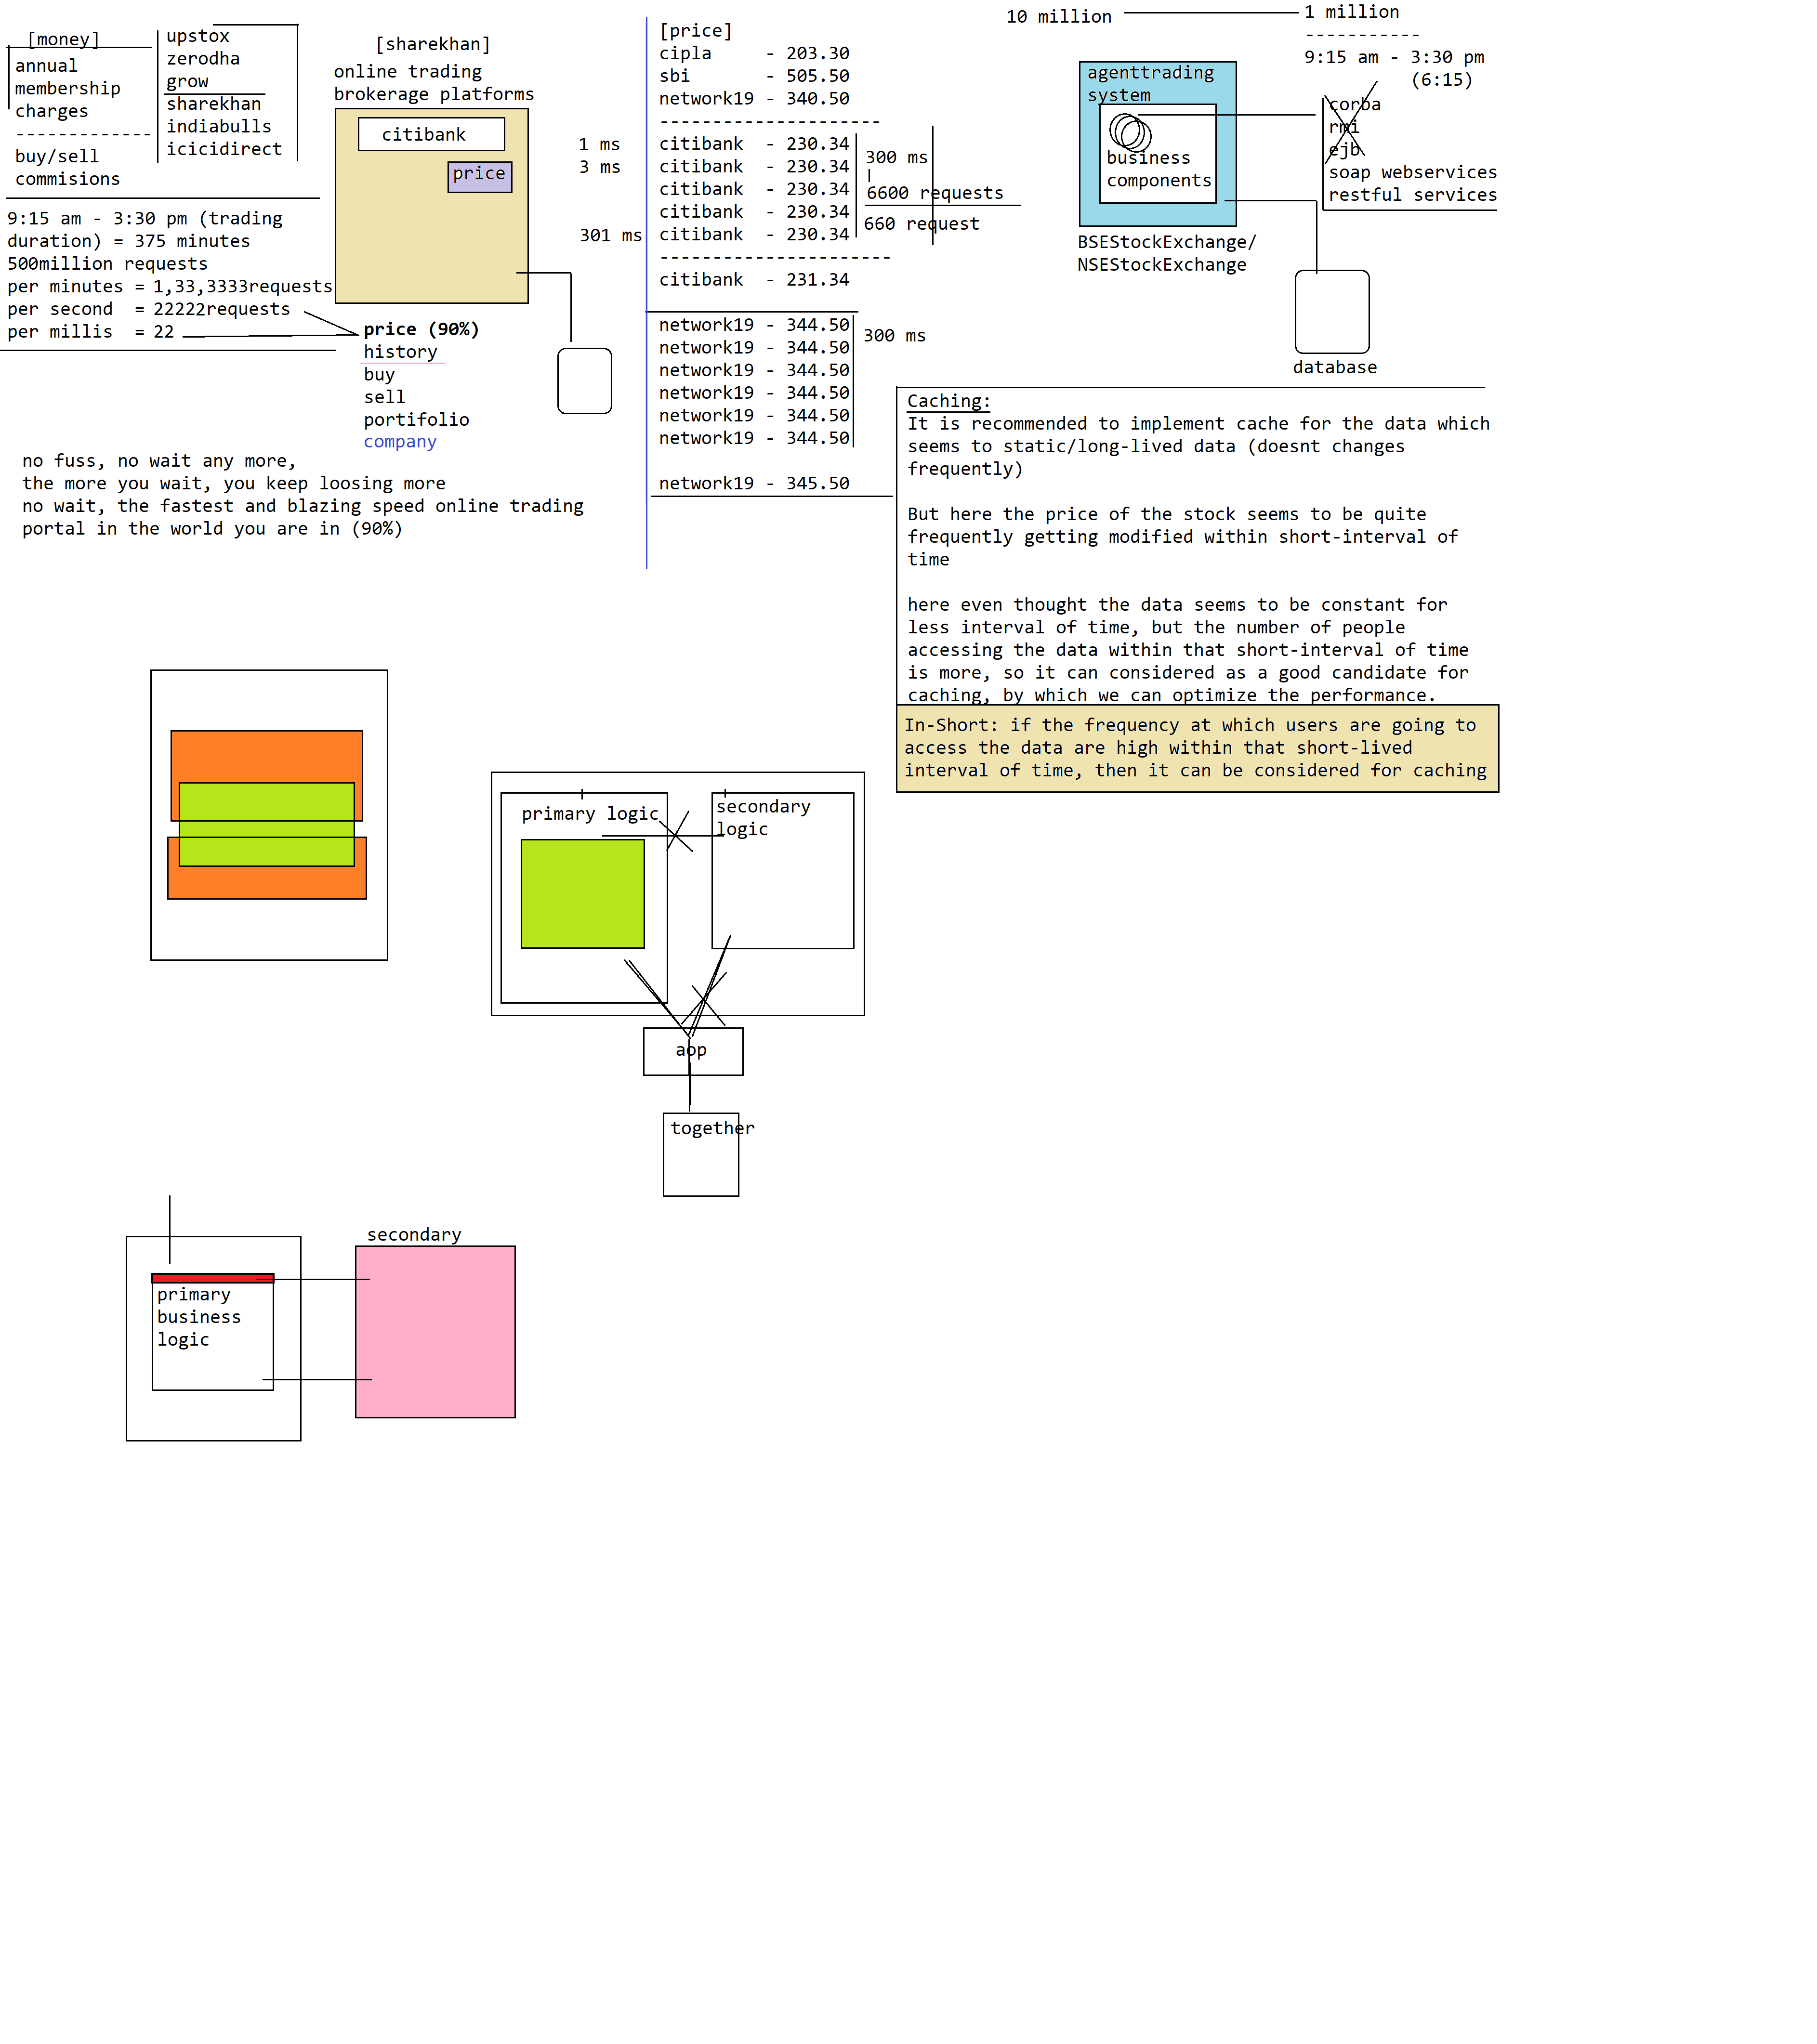 [money]
annual
membership
charges
-------------
buy/sell
commisions
upstox
zerodha
grow
sharekhan
indiabulls
icicidirect
9:15 am - 3:30 pm (trading
duration) = 375 minutes
500million requests
per minutes = 1,33,3333requests
per second  = 22222requests
per millis  = 22
[sharekhan]
online trading
brokerage platforms
citibank
price
price (90%)
history
buy
sell
portifolio
company
no fuss, no wait any more,
the more you wait, you keep loosing more
no wait, the fastest and blazing speed online trading
portal in the world you are in (90%)
1 ms
3 ms
301 ms
[price]
cipla     - 203.30
sbi       - 505.50
network19 - 340.50
---------------------
citibank  - 230.34
citibank  - 230.34
citibank  - 230.34
citibank  - 230.34
citibank  - 230.34
----------------------
citibank  - 231.34
300 ms
6600 requests
660 request
network19 - 344.50
network19 - 344.50
network19 - 344.50
network19 - 344.50
network19 - 344.50
network19 - 344.50
network19 - 345.50
300 ms
10 million
1 million
-----------
9:15 am - 3:30 pm
(6:15)
agenttrading
system
business
components
BSEStockExchange/
NSEStockExchange
corba
rmi
ejb
soap webservices
restful services
database
Caching:
It is recommended to implement cache for the data which
seems to static/long-lived data (doesnt changes
frequently)
But here the price of the stock seems to be quite
frequently getting modified within short-interval of
time
here even thought the data seems to be constant for
less interval of time, but the number of people
accessing the data within that short-interval of time
is more, so it can considered as a good candidate for
caching, by which we can optimize the performance.
In-Short: if the frequency at which users are going to
access the data are high within that short-lived
interval of time, then it can be considered for caching
primary logic
secondary
logic
aop
together
secondary
primary
business
logic